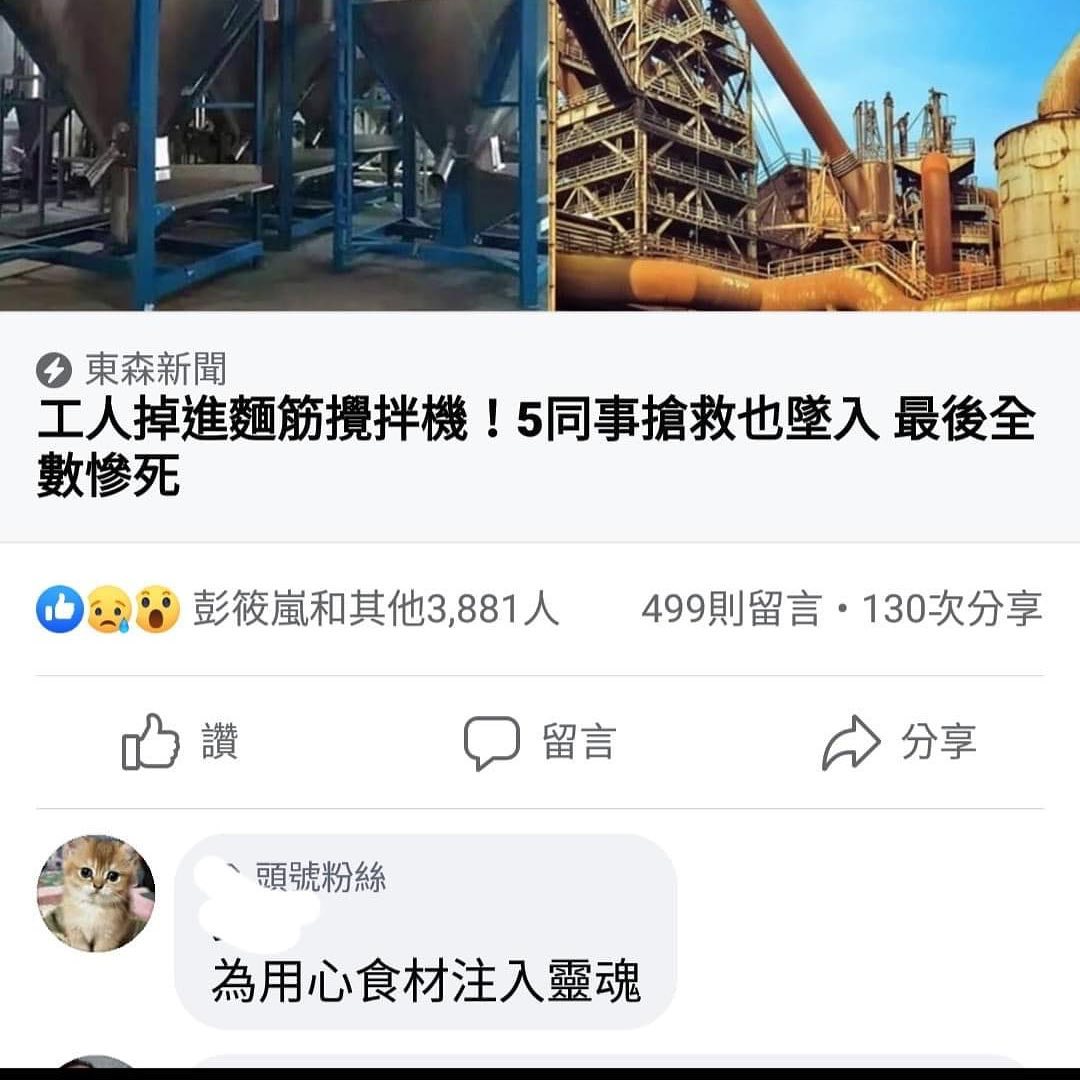 東森新聞
工人掉進麵筋攪拌機！5同事搶救也墜入 最後全
數慘死
彭筱嵐和其他3,881人 499則留言・130次分享
讚 留言 分享
頭號粉絲
為用心食材注入靈魂